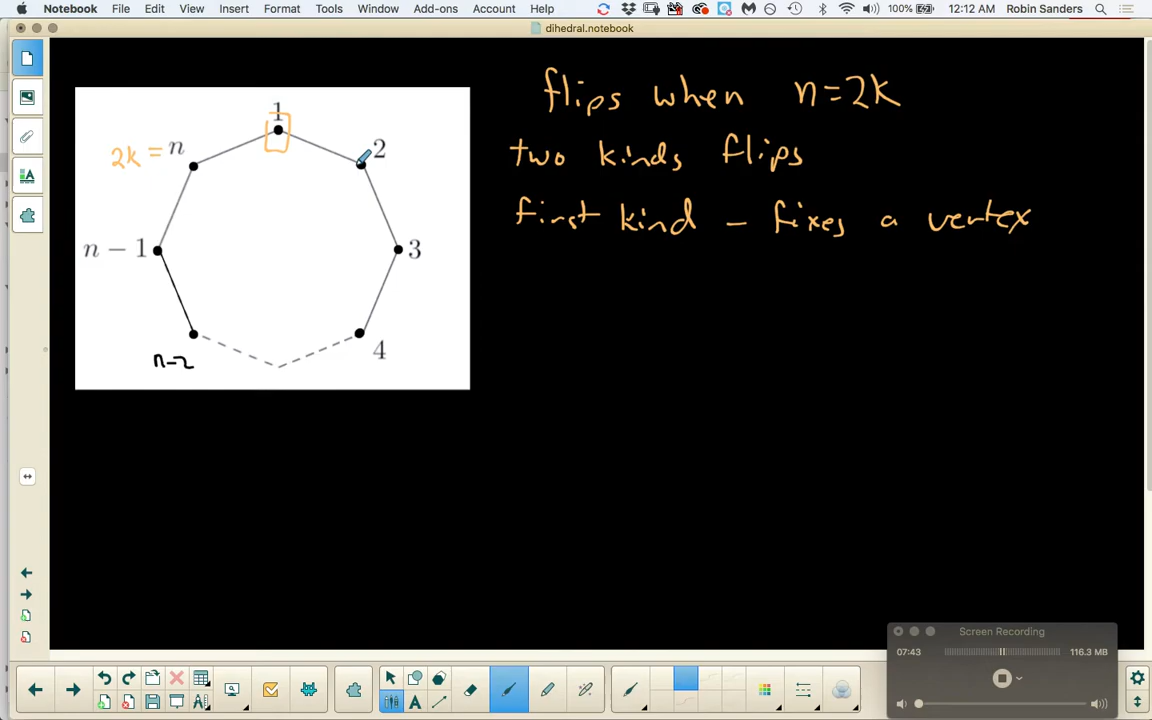 Notebook File Edit View Insert Format Tools Window Add-ons Account Help 100% 12:12 AM Robin Sanders
dihedral.notebook
flips when n=2k
two kinds flips
first kind – fixes a vertex
1
2k = n
2
n − 1
3
n-2
4
Screen Recording
07:43
116.3 MB